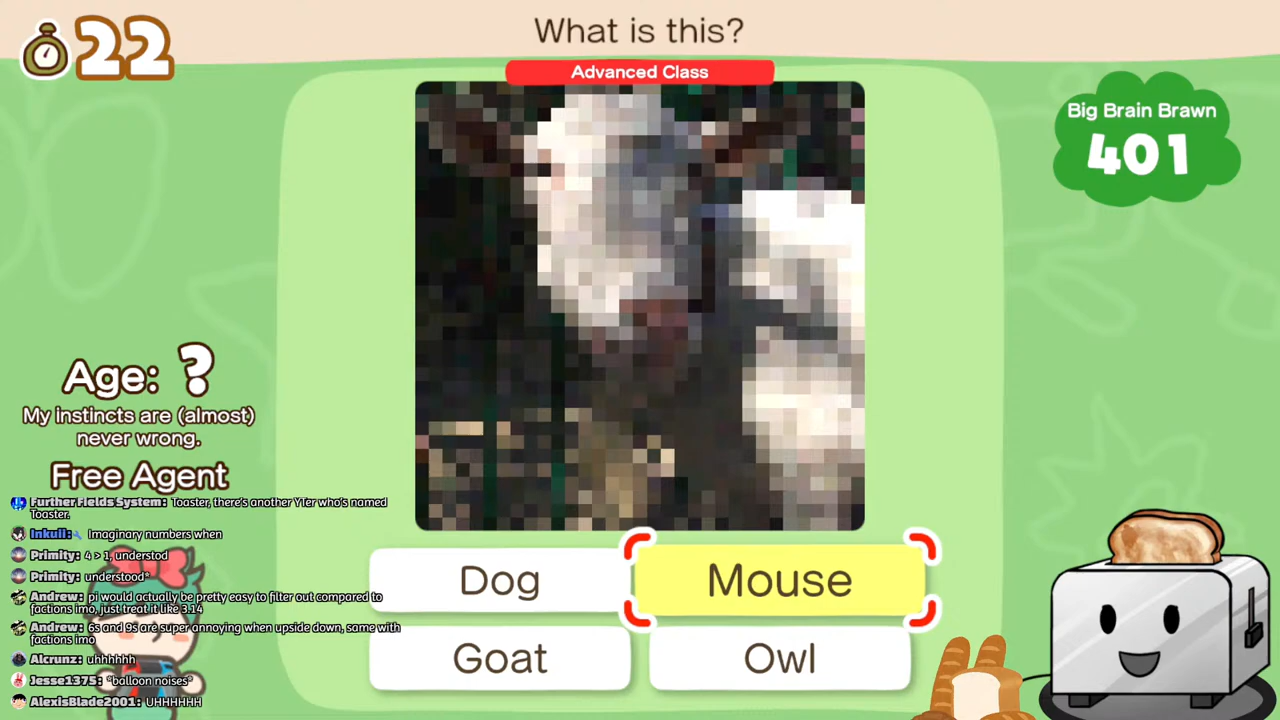 What is this?
22
Advanced Class
Big Brain Brawn
401
Age: ?
My instincts are (almost)
never wrong.
Free Agent
Further Fields System: Toaster, there's another YTer who's named
Toaster.
Inkull: Imaginary numbers when
Primity: 4 > 1, understod
Primity: understood*
Andrew: pi would actually be pretty easy to filter out compared to
factions imo, just treat it like 3.14
Andrew: 6s and 9s are super annoying when upside down, same with
factions imo
Alcrunz: uhhhhhh
Jesse1375: *balloon noises*
AlexisBlade2001: UHHHHHH
Dog
Mouse
Goat
Owl